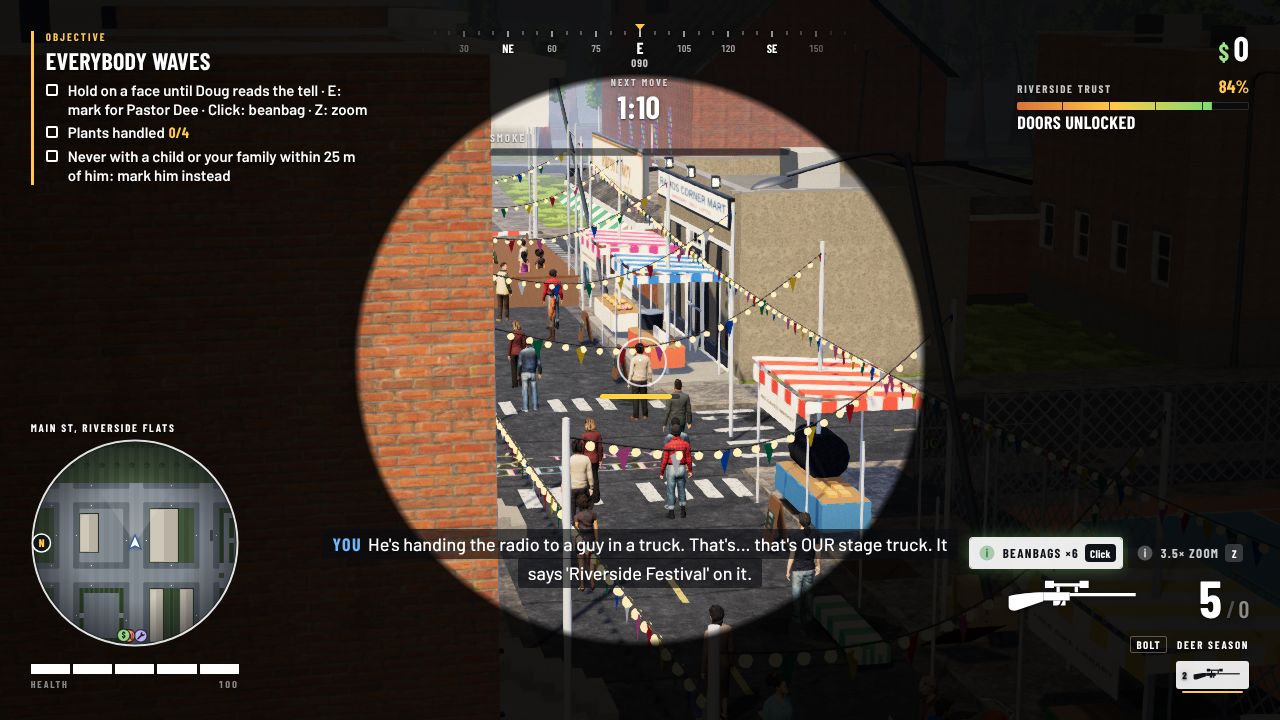 OBJECTIVE
EVERYBODY WAVES
Hold on a face until Doug reads the tell · E:
mark for Pastor Dee · Click: beanbag · Z: zoom
Plants handled 0/4
Never with a child or your family within 25 m
of him: mark him instead
30 NE 60 75 E 105 120 SE 150
090
NEXT MOVE
1:10
SMOKE
$ 0
RIVERSIDE TRUST 84%
DOORS UNLOCKED
CORNER MART
MAIN ST, RIVERSIDE FLATS
N
$
HEALTH 100
YOU He's handing the radio to a guy in a truck. That's... that's OUR stage truck. It
says 'Riverside Festival' on it.
i BEANBAGS ×6 Click
i 3.5× ZOOM Z
5 / 0
BOLT DEER SEASON
2